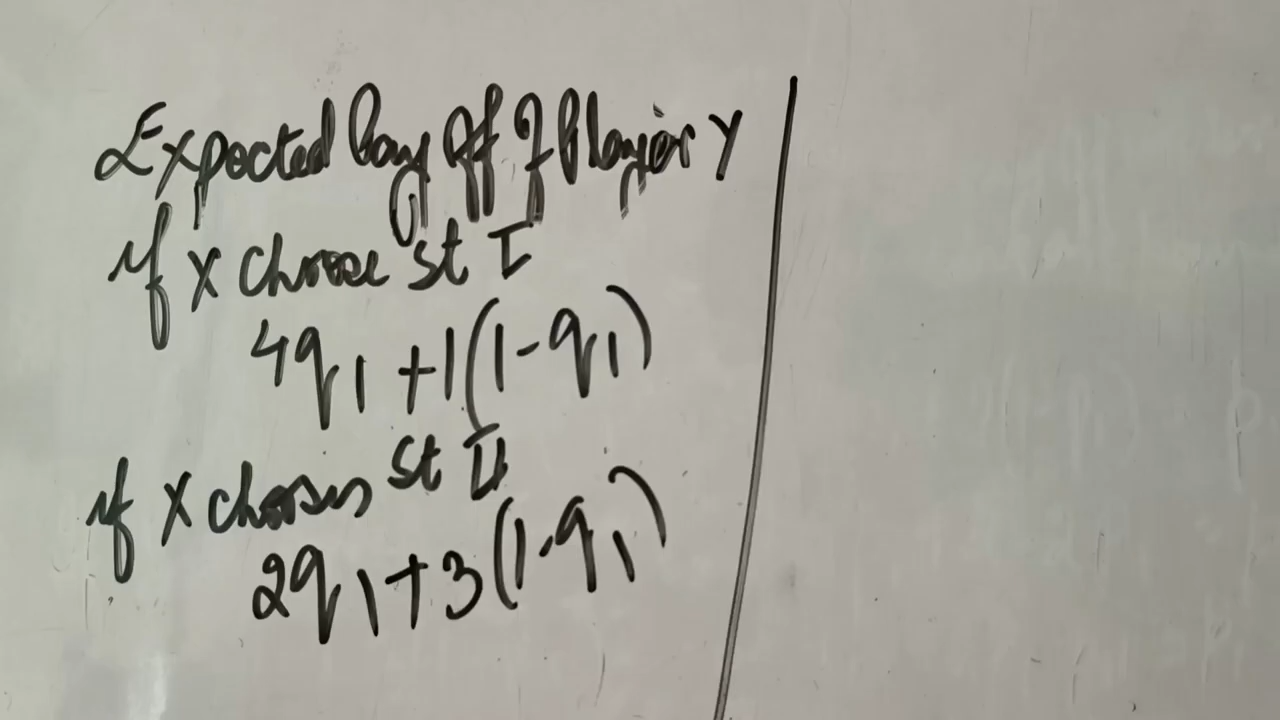 Expected Pay Off of Player Y
if X choose st I
4q1 + 1(1-q1)
if X chooses st II
2q1 + 3(1-q1)